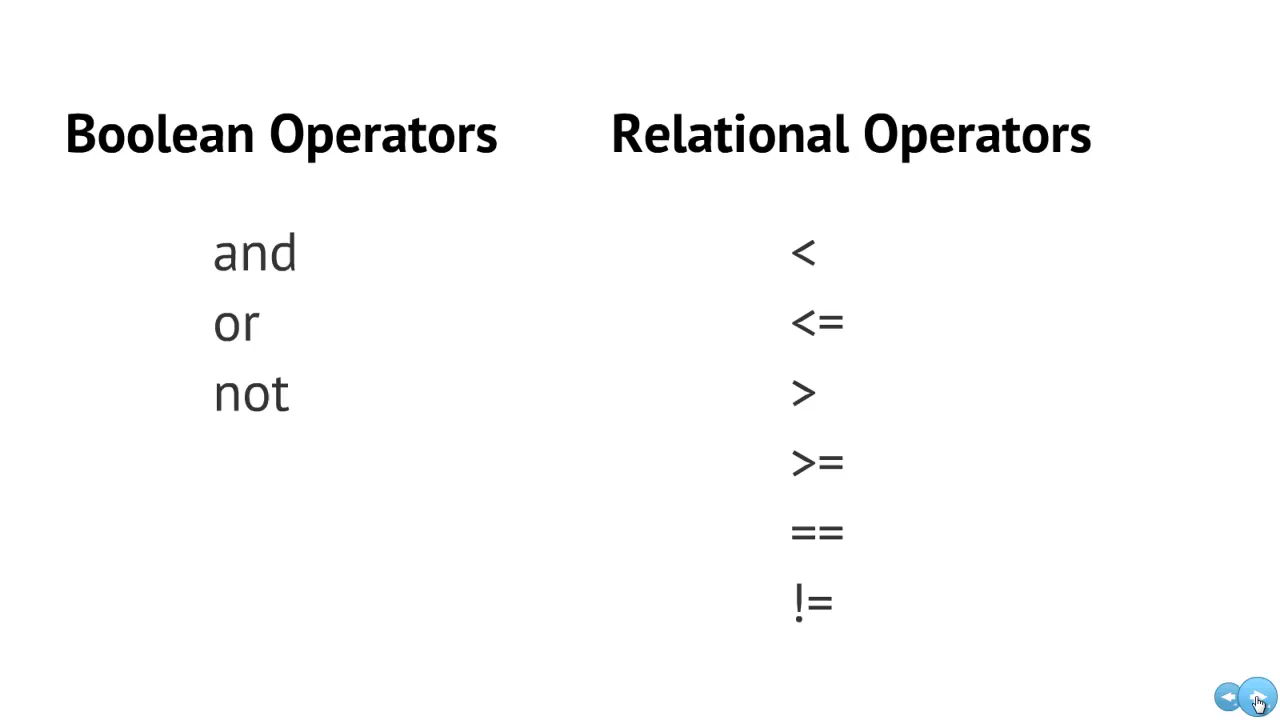 Boolean Operators
and
or
not
Relational Operators
<
<=
>
>=
==
!=